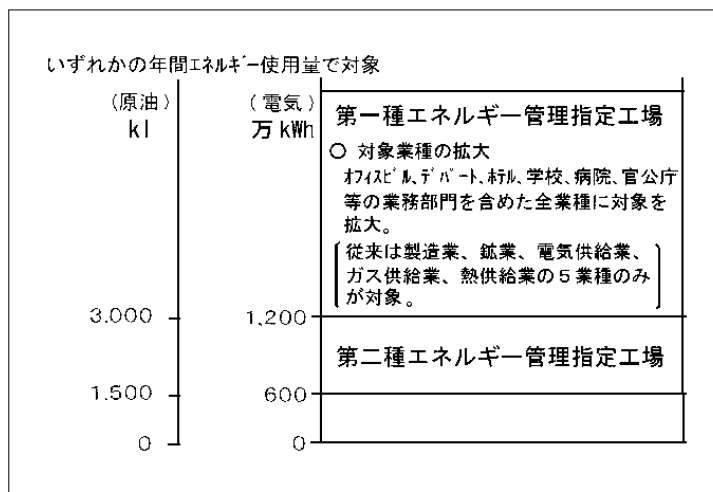 いずれかの年間ｴﾈﾙｷﾞｰ使用量で対象
(原油)
kl
(電気)
万 kWh
第一種エネルギー管理指定工場
○ 対象業種の拡大
ｵﾌｨｽﾋﾞﾙ、ﾃﾞﾊﾟｰﾄ、ﾎﾃﾙ、学校、病院、官公庁
等の業務部門を含めた全業種に対象を
拡大。
従来は製造業、鉱業、電気供給業、
ガス供給業、熱供給業の５業種のみ
が対象。
3.000
1,200
第二種エネルギー管理指定工場
1.500
600
0
0